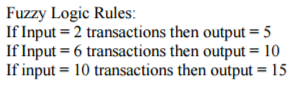 Fuzzy Logic Rules:
If Input = 2 transactions then output = 5
If Input = 6 transactions then output = 10
If input = 10 transactions then output = 15